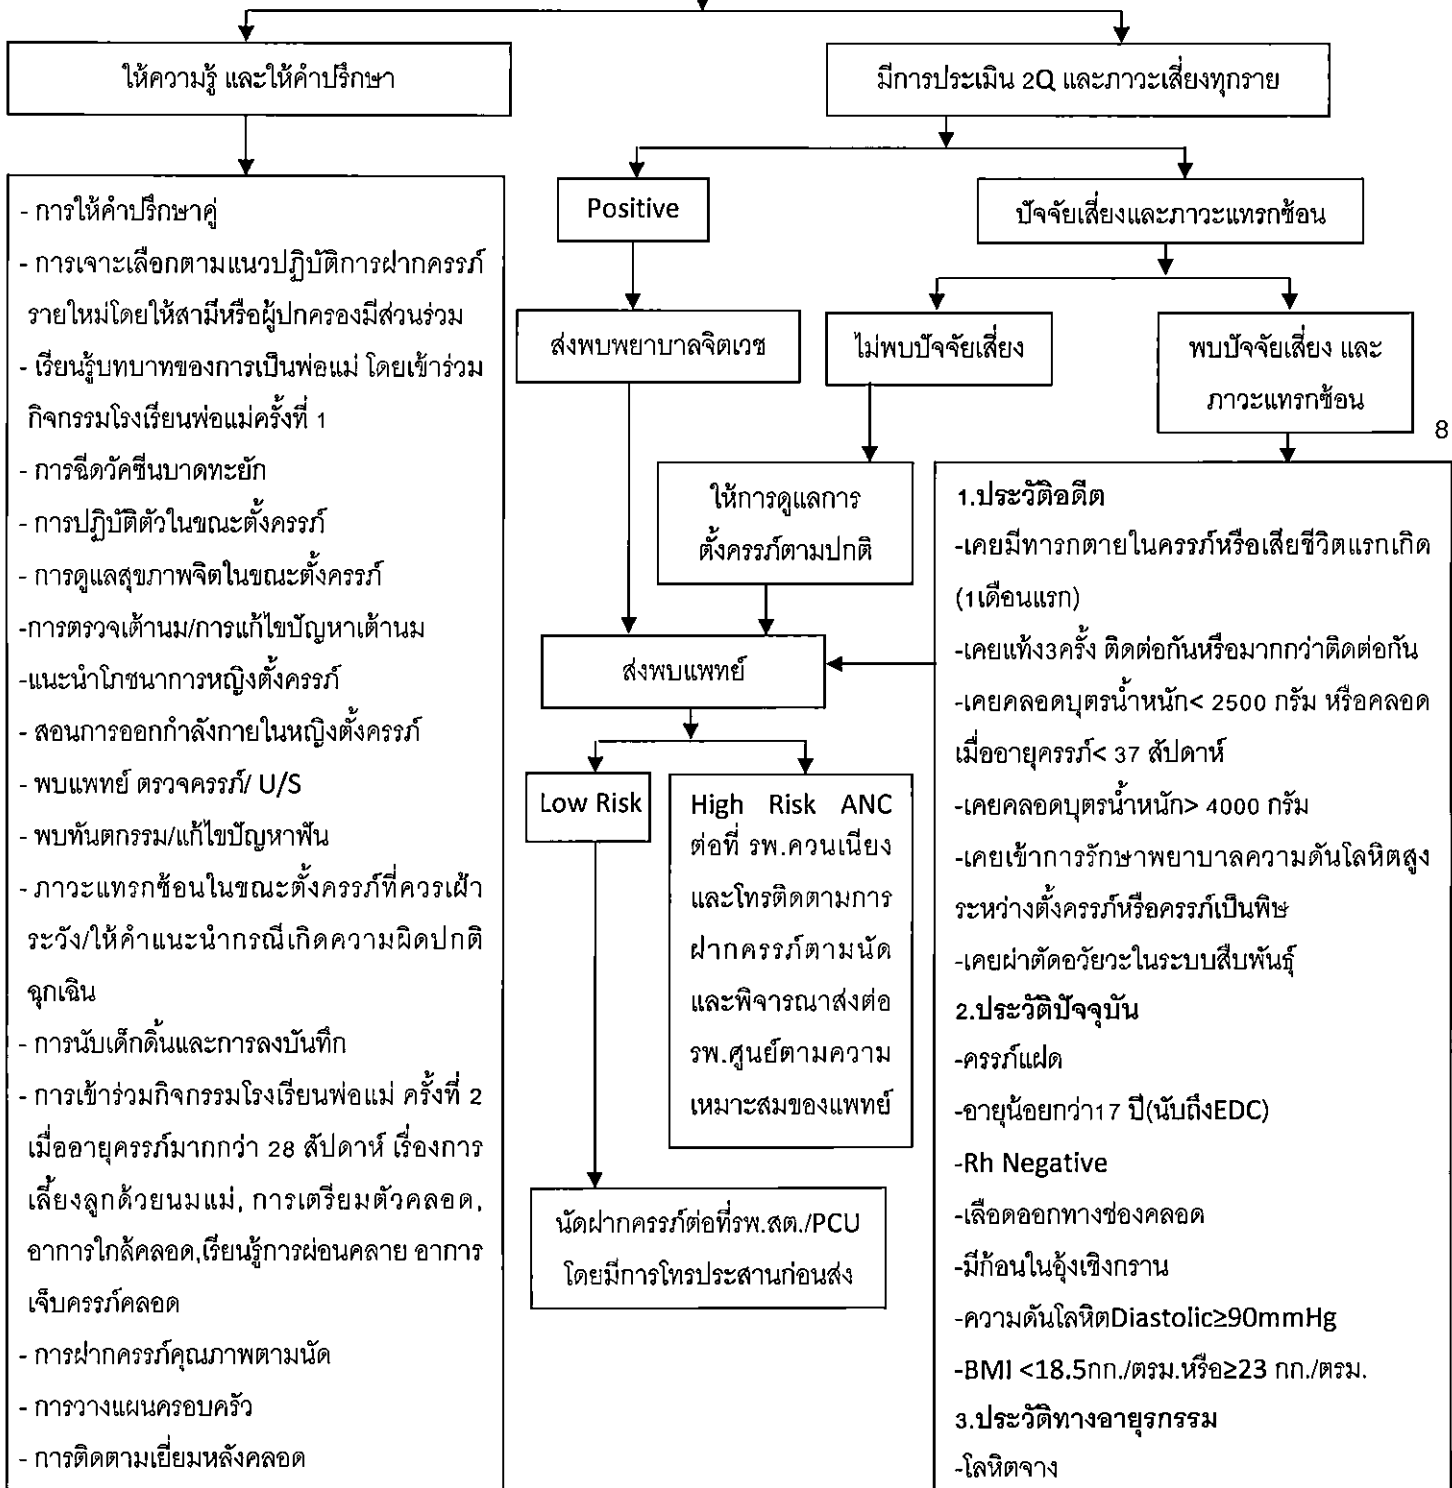 ให้ความรู้ และให้คำปรึกษา
มีการประเมิน 2Q และภาวะเสี่ยงทุกราย
- การให้คำปรึกษาคู่
- การเจาะเลือกตามแนวปฏิบัติการฝากครรภ์
รายใหม่โดยให้สามีหรือผู้ปกครองมีส่วนร่วม
- เรียนรู้บทบาทของการเป็นพ่อแม่ โดยเข้าร่วม
กิจกรรมโรงเรียนพ่อแม่ครั้งที่ 1
- การฉีดวัคซีนบาดทะยัก
- การปฏิบัติตัวในขณะตั้งครรภ์
- การดูแลสุขภาพจิตในขณะตั้งครรภ์
-การตรวจเต้านม/การแก้ไขปัญหาเต้านม
-แนะนำโภชนาการหญิงตั้งครรภ์
- สอนการออกกำลังกายในหญิงตั้งครรภ์
- พบแพทย์ ตรวจครรภ์/ U/S
- พบทันตกรรม/แก้ไขปัญหาฟัน
- ภาวะแทรกซ้อนในขณะตั้งครรภ์ที่ควรเฝ้า
ระวัง/ให้คำแนะนำกรณีเกิดความผิดปกติ
ฉุกเฉิน
- การนับเด็กดิ้นและการลงบันทึก
- การเข้าร่วมกิจกรรมโรงเรียนพ่อแม่ ครั้งที่ 2
เมื่ออายุครรภ์มากกว่า 28 สัปดาห์ เรื่องการ
เลี้ยงลูกด้วยนมแม่, การเตรียมตัวคลอด,
อาการใกล้คลอด,เรียนรู้การผ่อนคลาย อาการ
เจ็บครรภ์คลอด
- การฝากครรภ์คุณภาพตามนัด
- การวางแผนครอบครัว
- การติดตามเยี่ยมหลังคลอด
Positive
ปัจจัยเสี่ยงและภาวะแทรกซ้อน
ส่งพบพยาบาลจิตเวช
ไม่พบปัจจัยเสี่ยง
พบปัจจัยเสี่ยง และ
ภาวะแทรกซ้อน
8
ให้การดูแลการ
ตั้งครรภ์ตามปกติ
ส่งพบแพทย์
Low Risk
High Risk ANC
ต่อที่ รพ.ควนเนียง
และโทรติดตามการ
ฝากครรภ์ตามนัด
และพิจารณาส่งต่อ
รพ.ศูนย์ตามความ
เหมาะสมของแพทย์
นัดฝากครรภ์ต่อที่รพ.สต./PCU
โดยมีการโทรประสานก่อนส่ง
1.ประวัติอดีต
-เคยมีทารกตายในครรภ์หรือเสียชีวิตแรกเกิด
(1เดือนแรก)
-เคยแท้ง3ครั้ง ติดต่อกันหรือมากกว่าติดต่อกัน
-เคยคลอดบุตรน้ำหนัก< 2500 กรัม หรือคลอด
เมื่ออายุครรภ์< 37 สัปดาห์
-เคยคลอดบุตรน้ำหนัก> 4000 กรัม
-เคยเข้าการรักษาพยาบาลความดันโลหิตสูง
ระหว่างตั้งครรภ์หรือครรภ์เป็นพิษ
-เคยผ่าตัดอวัยวะในระบบสืบพันธุ์
2.ประวัติปัจจุบัน
-ครรภ์แฝด
-อายุน้อยกว่า17 ปี(นับถึงEDC)
-Rh Negative
-เลือดออกทางช่องคลอด
-มีก้อนในอุ้งเชิงกราน
-ความดันโลหิตDiastolic≥90mmHg
-BMI <18.5กก./ตรม.หรือ≥23 กก./ตรม.
3.ประวัติทางอายุรกรรม
-โลหิตจาง